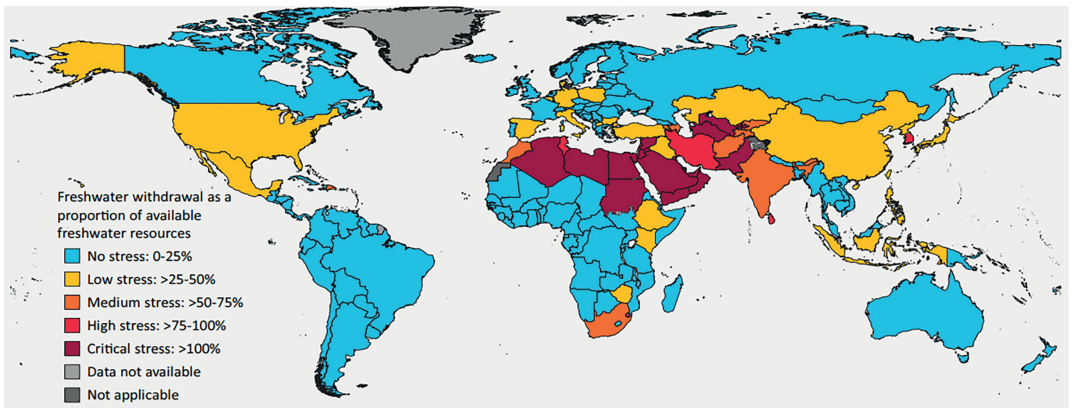 Freshwater withdrawal as a
proportion of available
freshwater resources
No stress: 0-25%
Low stress: >25-50%
Medium stress: >50-75%
High stress: >75-100%
Critical stress: >100%
Data not available
Not applicable